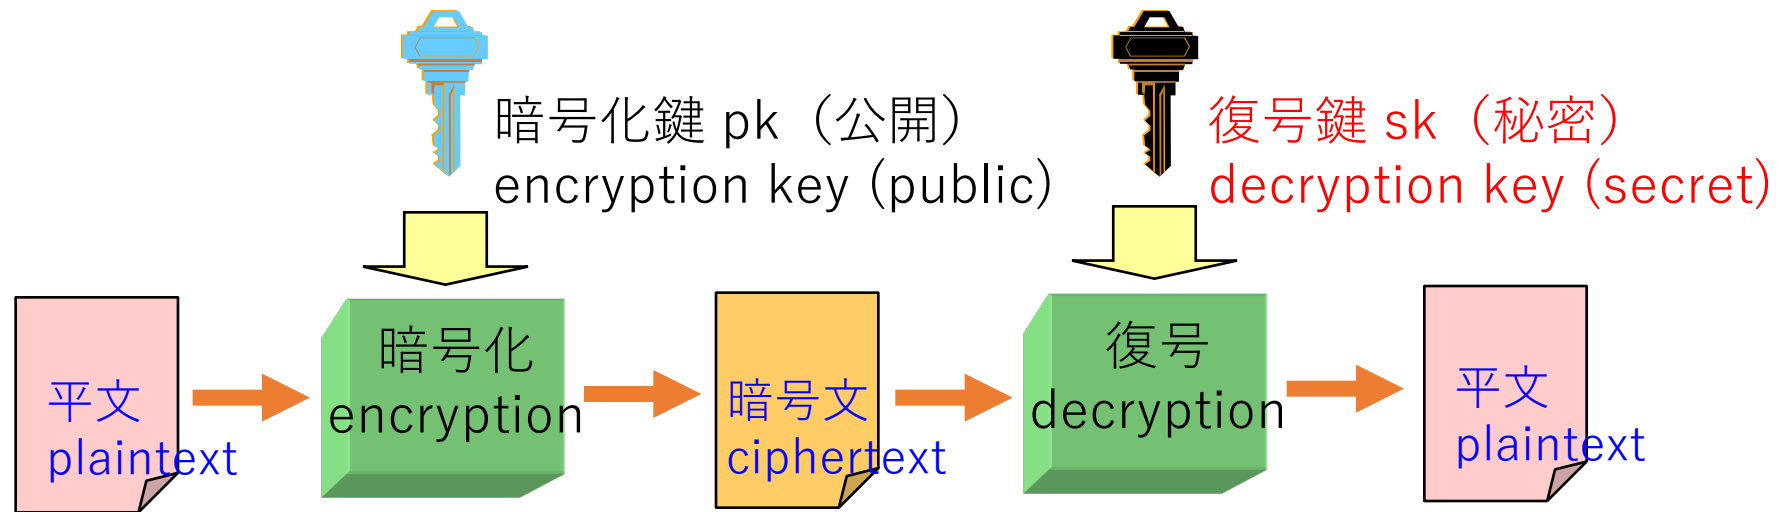 暗号化鍵 pk（公開）
encryption key (public)
復号鍵 sk（秘密）
decryption key (secret)
平文
plaintext
暗号化
encryption
暗号文
ciphertext
復号
decryption
平文
plaintext